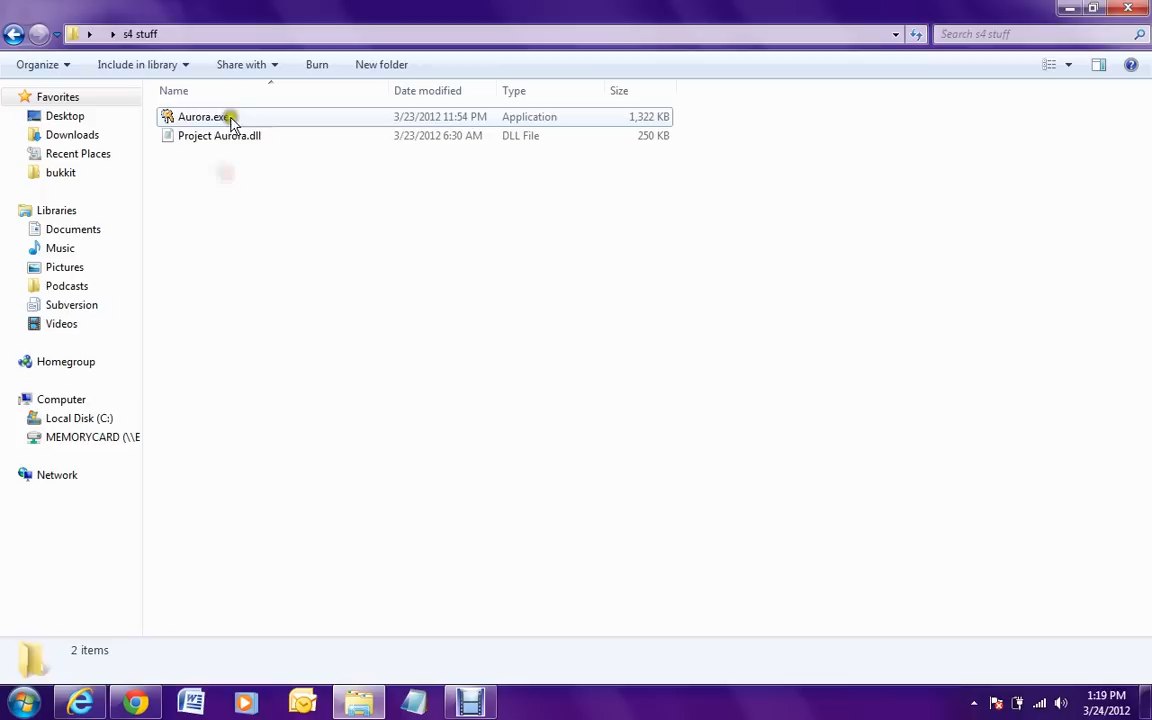 s4 stuff
Search s4 stuff
Organize
Include in library
Share with
Burn
New folder
Name
Date modified
Type
Size
Favorites
Desktop
Downloads
Recent Places
bukkit
Libraries
Documents
Music
Pictures
Podcasts
Subversion
Videos
Homegroup
Computer
Local Disk (C:)
MEMORYCARD (\\E
Network
Aurora.exe 3/23/2012 11:54 PM Application 1,322 KB
Project Aurora.dll 3/23/2012 6:30 AM DLL File 250 KB
2 items
1:19 PM
3/24/2012